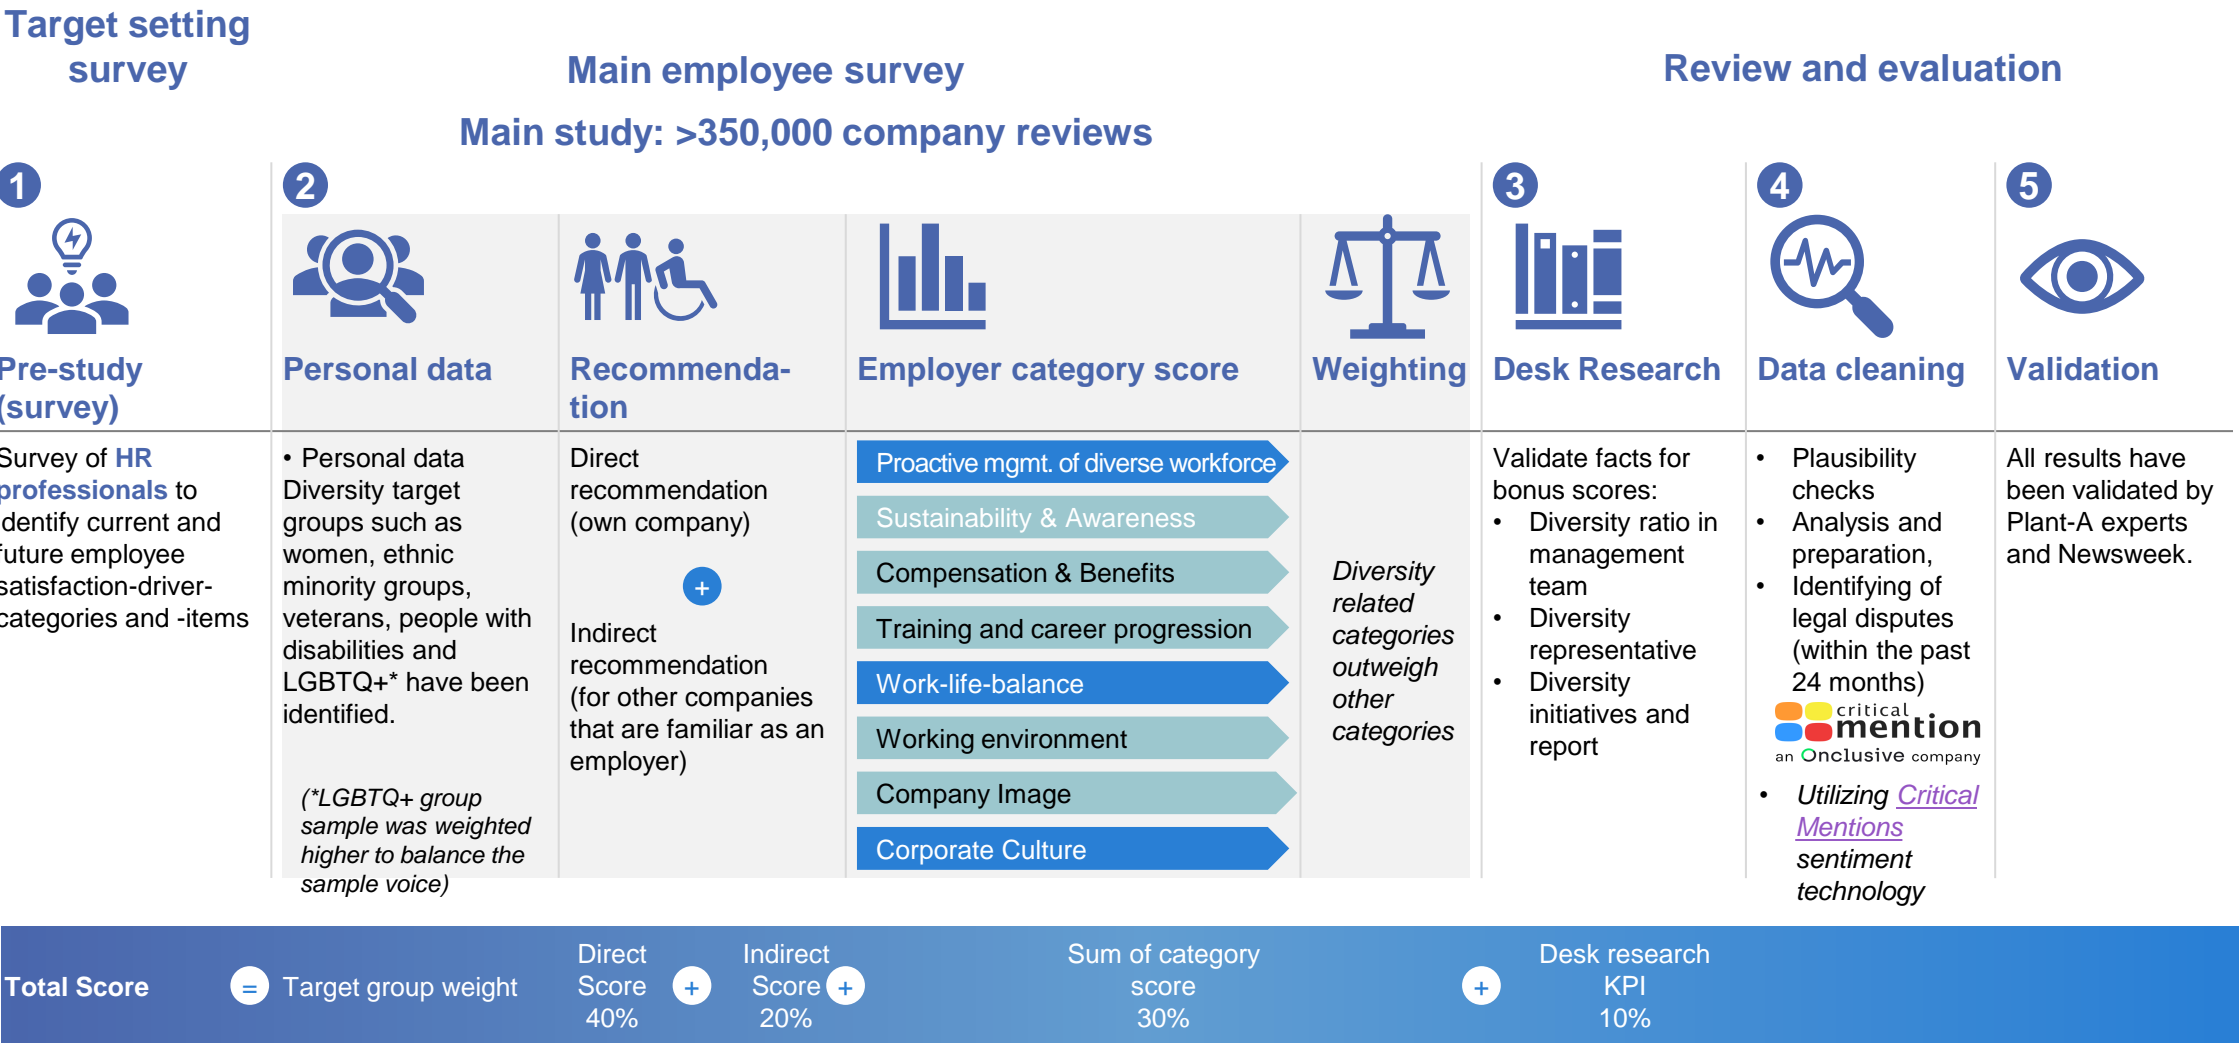 Target setting
survey
Main employee survey
Main study: >350,000 company reviews
Review and evaluation
1
Pre-study
(survey)
Survey of HR
professionals to
identify current and
future employee
satisfaction-driver-
categories and -items
2
Personal data
• Personal data
Diversity target
groups such as
women, ethnic
minority groups,
veterans, people with
disabilities and
LGBTQ+* have been
identified.
(*LGBTQ+ group
sample was weighted
higher to balance the
sample voice)
Recommenda-
tion
Direct
recommendation
(own company)
+
Indirect
recommendation
(for other companies
that are familiar as an
employer)
Employer category score
Proactive mgmt. of diverse workforce
Sustainability & Awareness
Compensation & Benefits
Training and career progression
Work-life-balance
Working environment
Company Image
Corporate Culture
Weighting
Diversity
related
categories
outweigh
other
categories
3
Desk Research
Validate facts for
bonus scores:
• Diversity ratio in
management
team
• Diversity
representative
• Diversity
initiatives and
report
4
Data cleaning
• Plausibility
checks
• Analysis and
preparation,
• Identifying of
legal disputes
(within the past
24 months)
critical
mention
an Onclusive company
• Utilizing Critical
Mentions
sentiment
technology
5
Validation
All results have
been validated by
Plant-A experts
and Newsweek.
Total Score
=
Target group weight
Direct
Score
40%
+
Indirect
Score
20%
+
Sum of category
score
30%
+
Desk research
KPI
10%